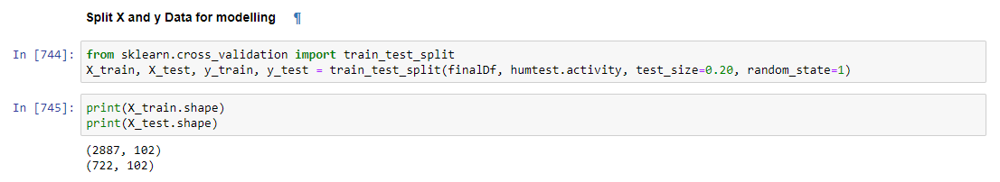 Split X and y Data for modelling ¶
In [744]: from sklearn.cross_validation import train_test_split
X_train, X_test, y_train, y_test = train_test_split(finalDf, humtest.activity, test_size=0.20, random_state=1)
In [745]: print(X_train.shape)
print(X_test.shape)
(2887, 102)
(722, 102)